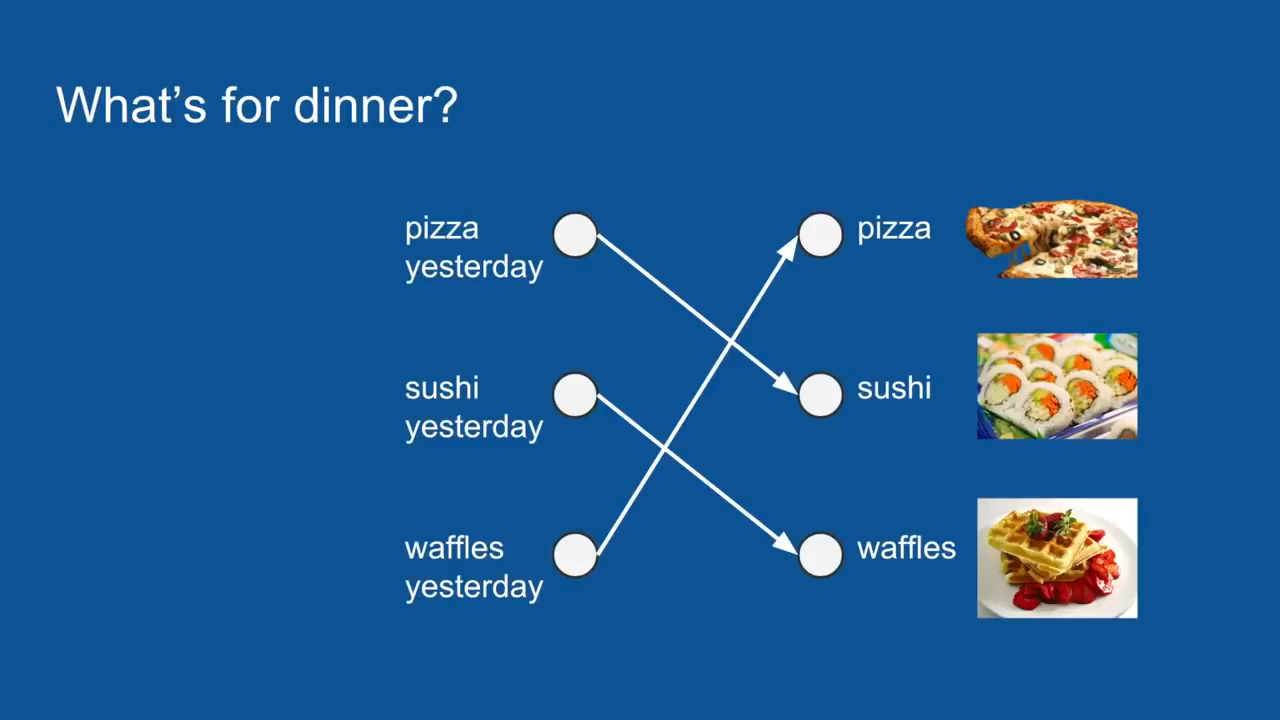 What’s for dinner?
pizza
yesterday
pizza
sushi
yesterday
sushi
waffles
yesterday
waffles